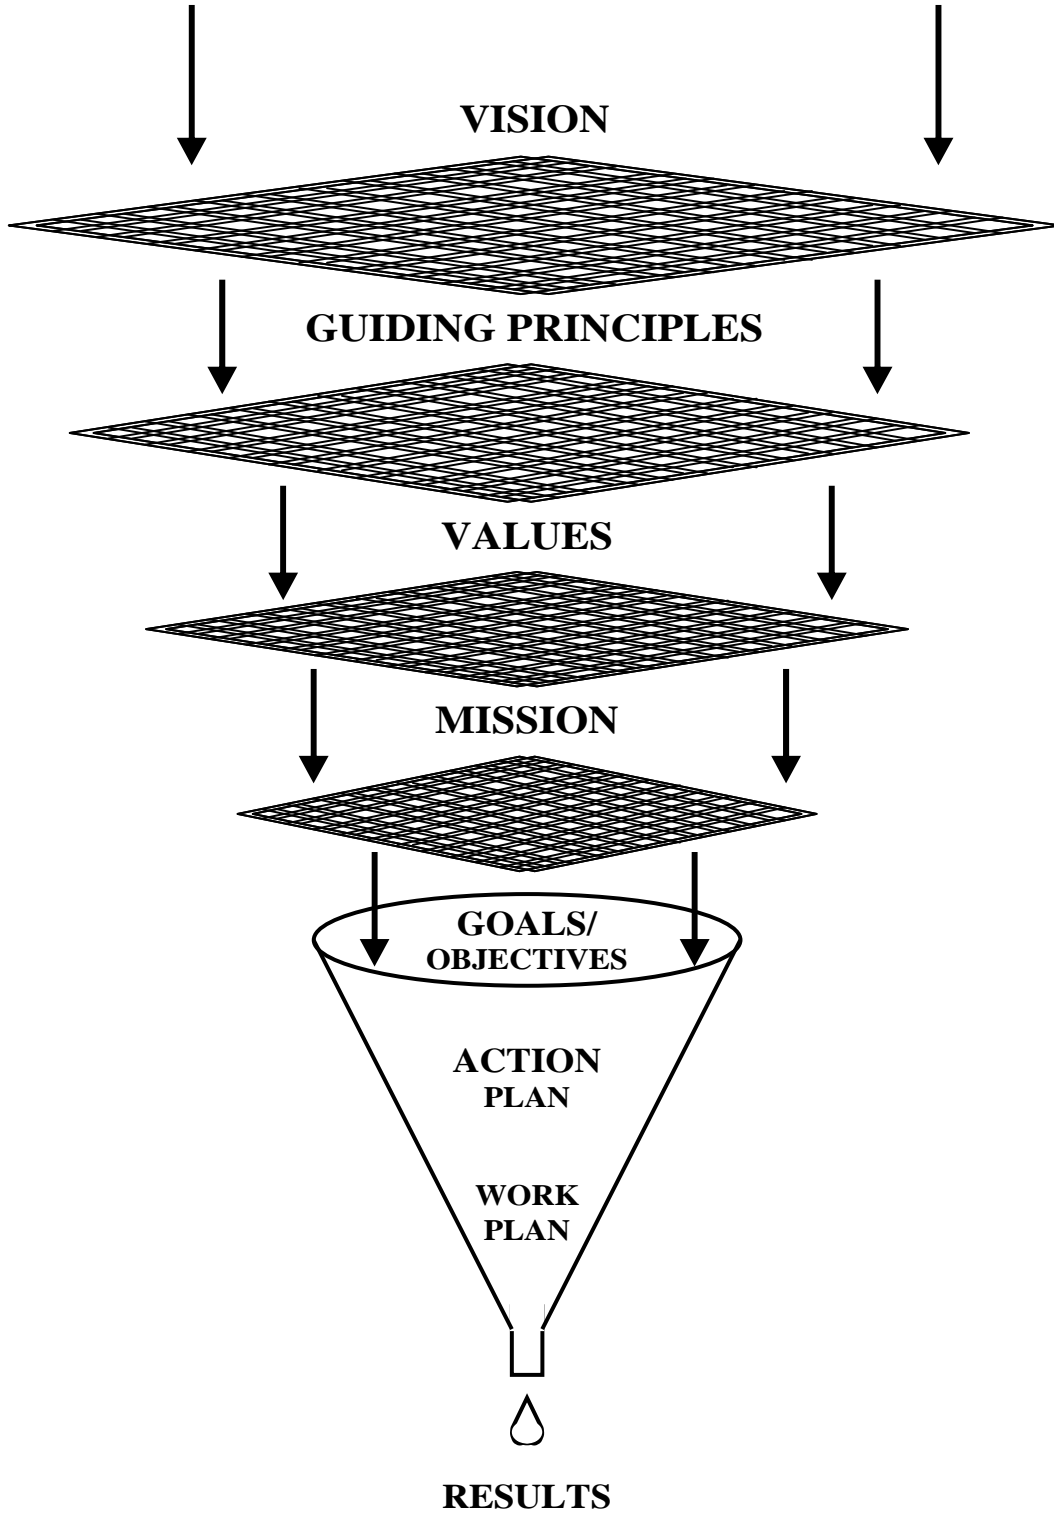 VISION
GUIDING PRINCIPLES
VALUES
MISSION
GOALS/
OBJECTIVES
ACTION
PLAN
WORK
PLAN
RESULTS